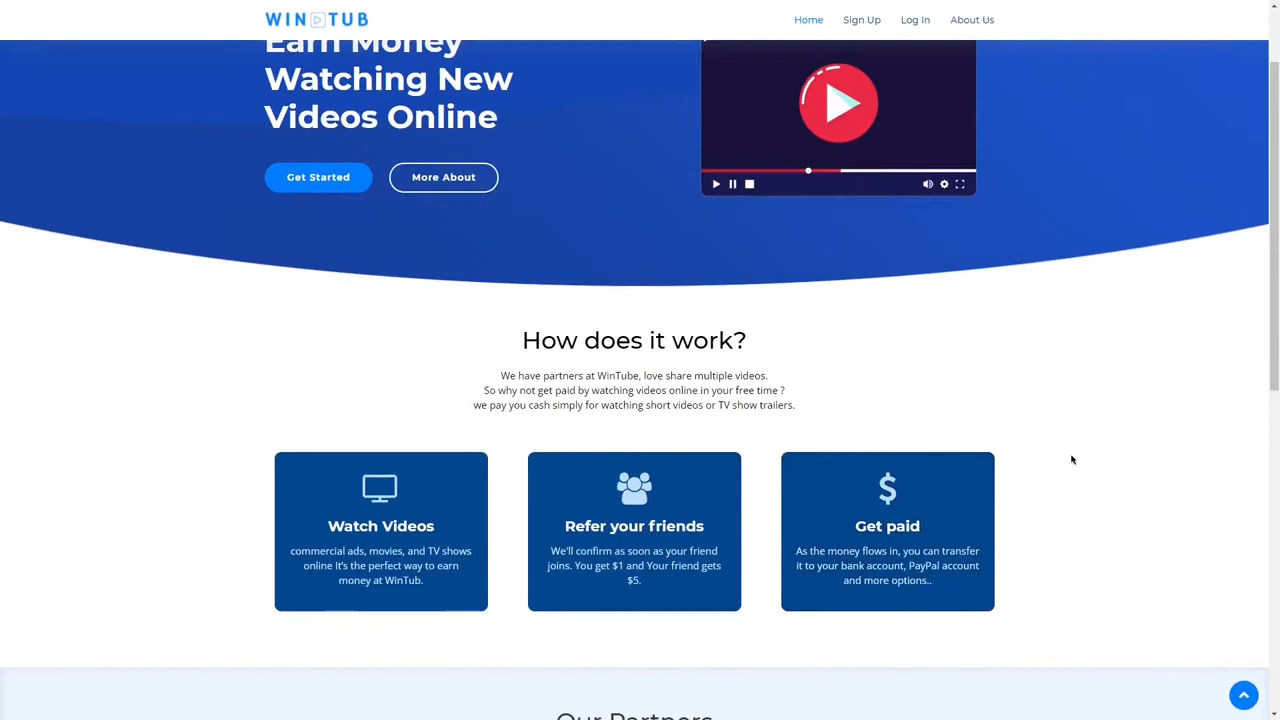 WIN TUB
Home Sign Up Log In About Us
Earn Money
Watching New
Videos Online
Get Started More About
How does it work?
We have partners at WinTube, love share multiple videos.
So why not get paid by watching videos online in your free time ?
we pay you cash simply for watching short videos or TV show trailers.
Watch Videos
commercial ads, movies, and TV shows
online It's the perfect way to earn
money at WinTub.
Refer your friends
We'll confirm as soon as your friend
joins. You get $1 and Your friend gets
$5.
Get paid
As the money flows in, you can transfer
it to your bank account, PayPal account
and more options..
Our Partners